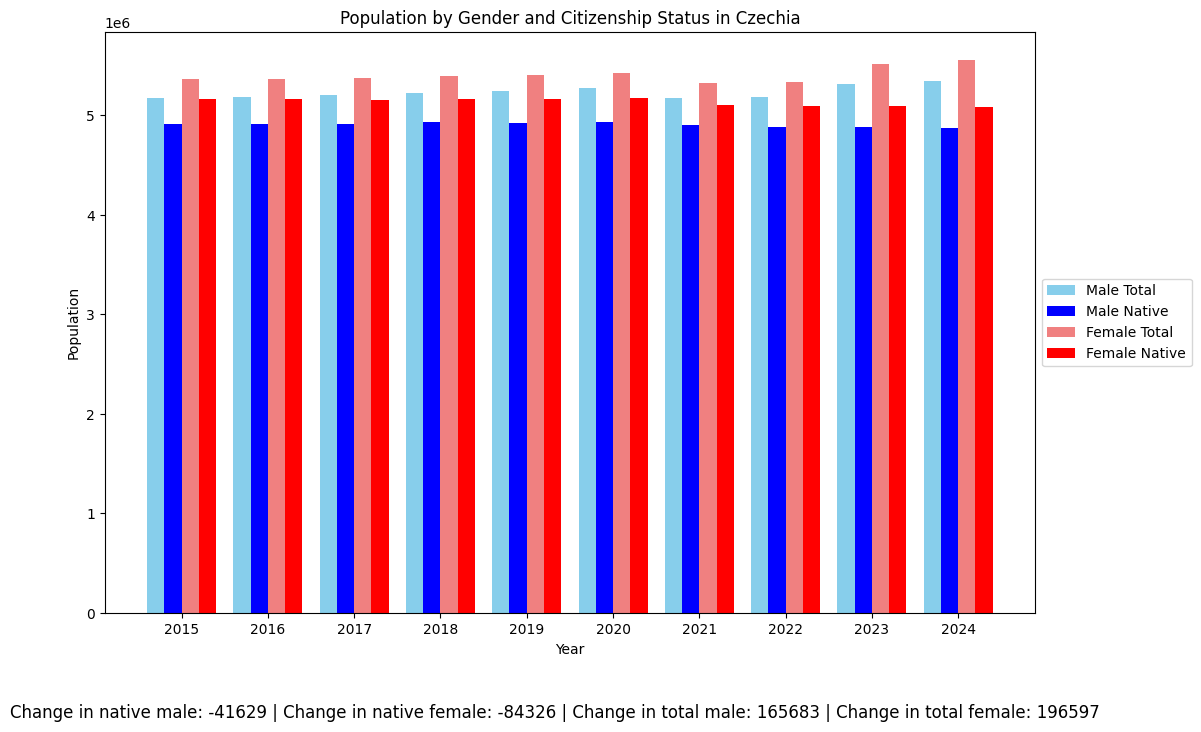 Population by Gender and Citizenship Status in Czechia
1e6
5
4
3
2
1
0
Population
2015 2016 2017 2018 2019 2020 2021 2022 2023 2024
Year
Male Total
Male Native
Female Total
Female Native
Change in native male: -41629 | Change in native female: -84326 | Change in total male: 165683 | Change in total female: 196597